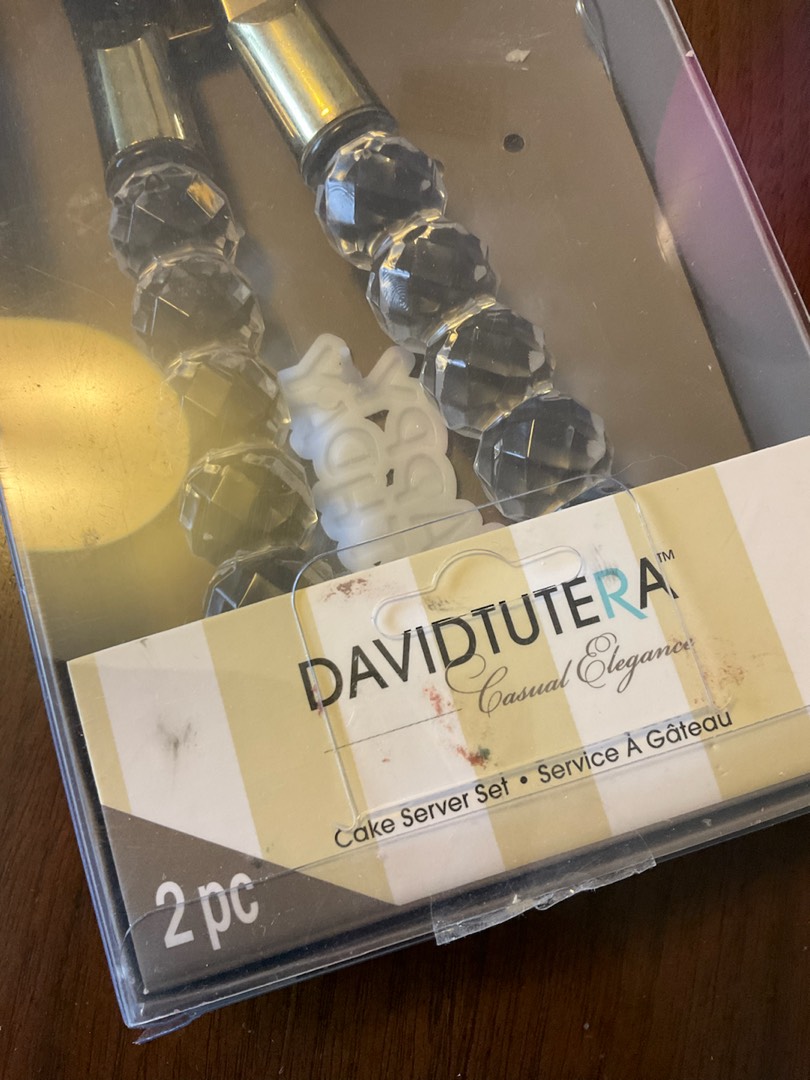 DAVIDTUTERA™
Casual Elegance
Cake Server Set • Service À Gâteau
2 pc